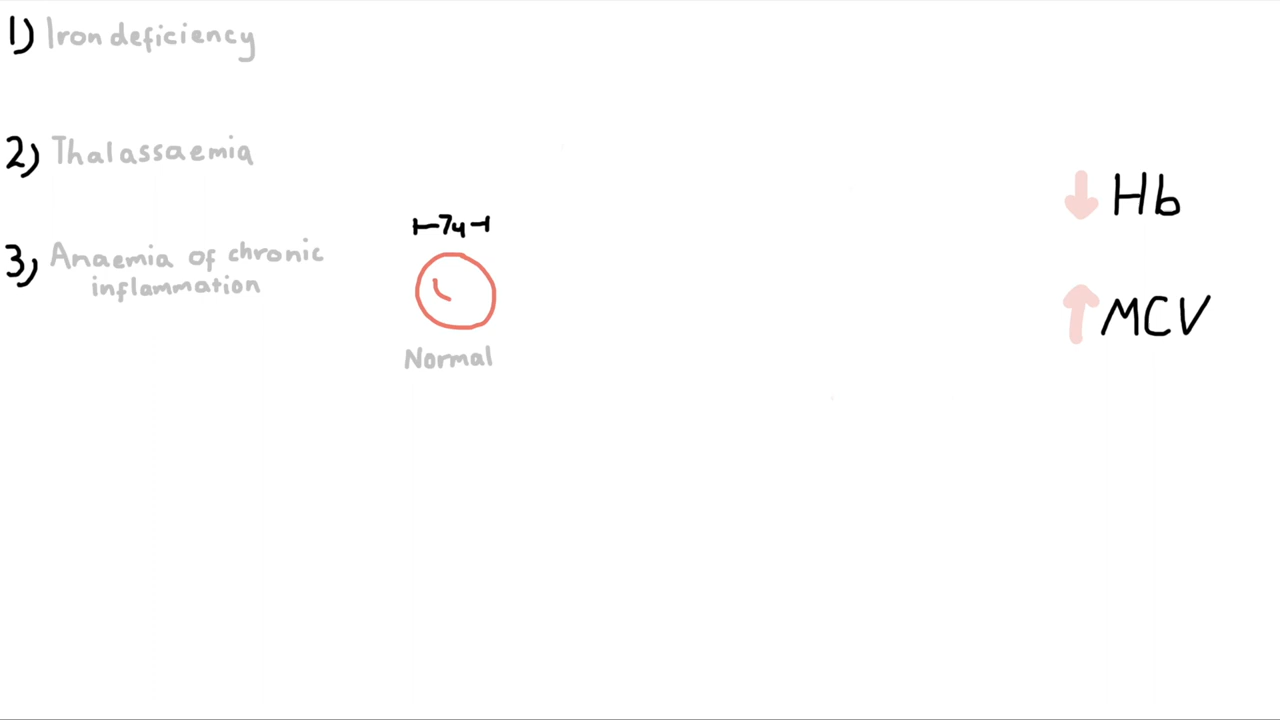 1) Iron deficiency
2) Thalassaemia
3) Anaemia of chronic
inflammation
7μ
Normal
↓ Hb
↑ MCV